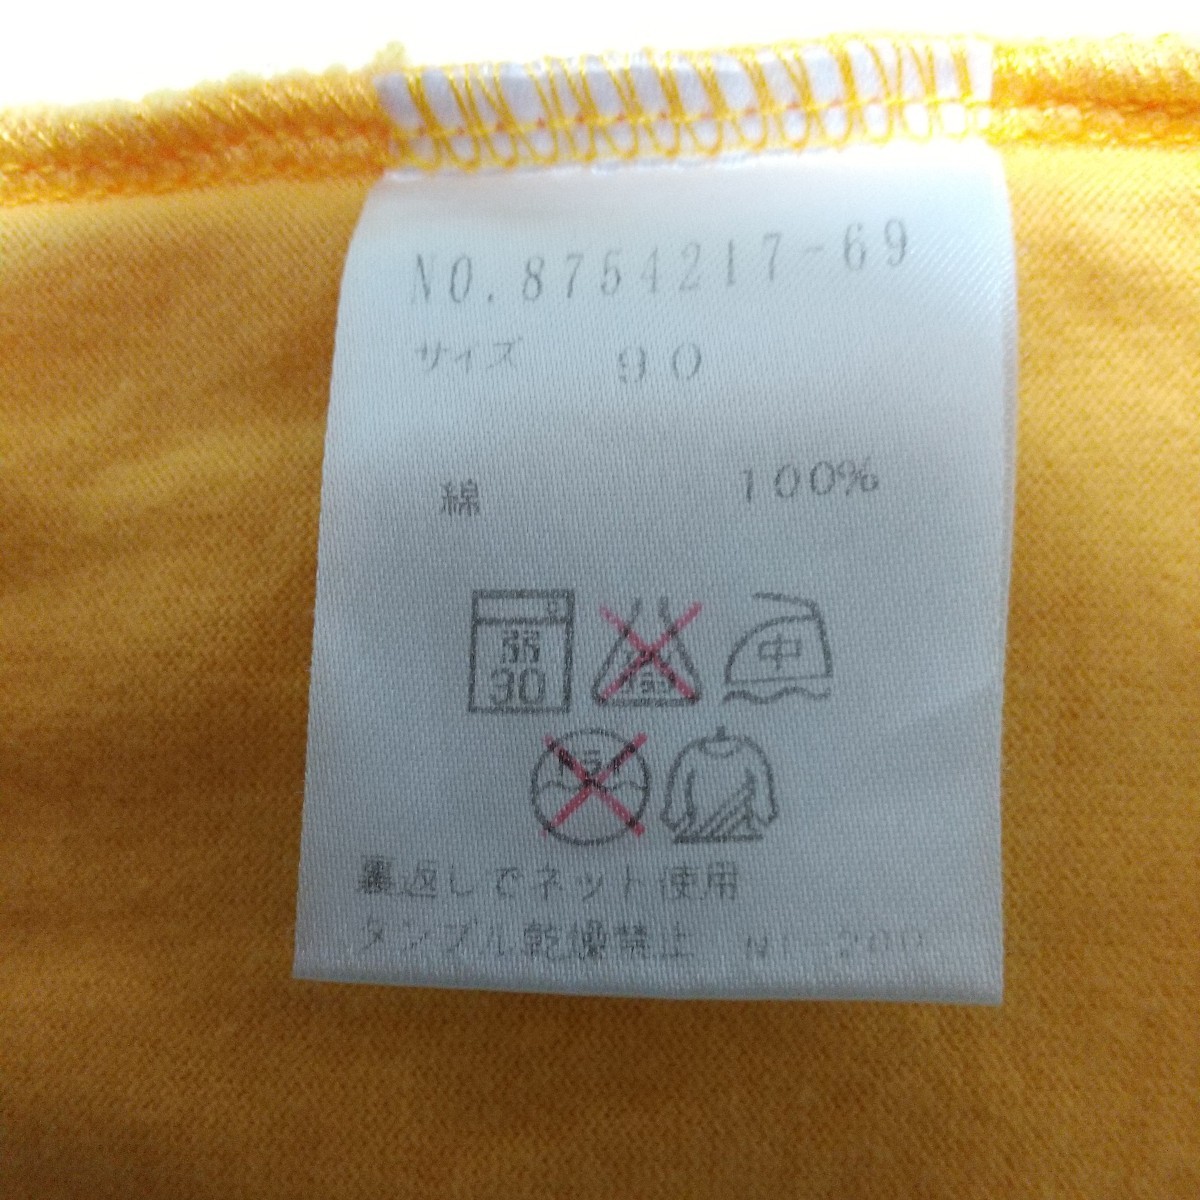 NO.8754217-69
サイズ 90
綿 100%
弱 中
30
裏返しでネット使用
タンブル乾燥禁止